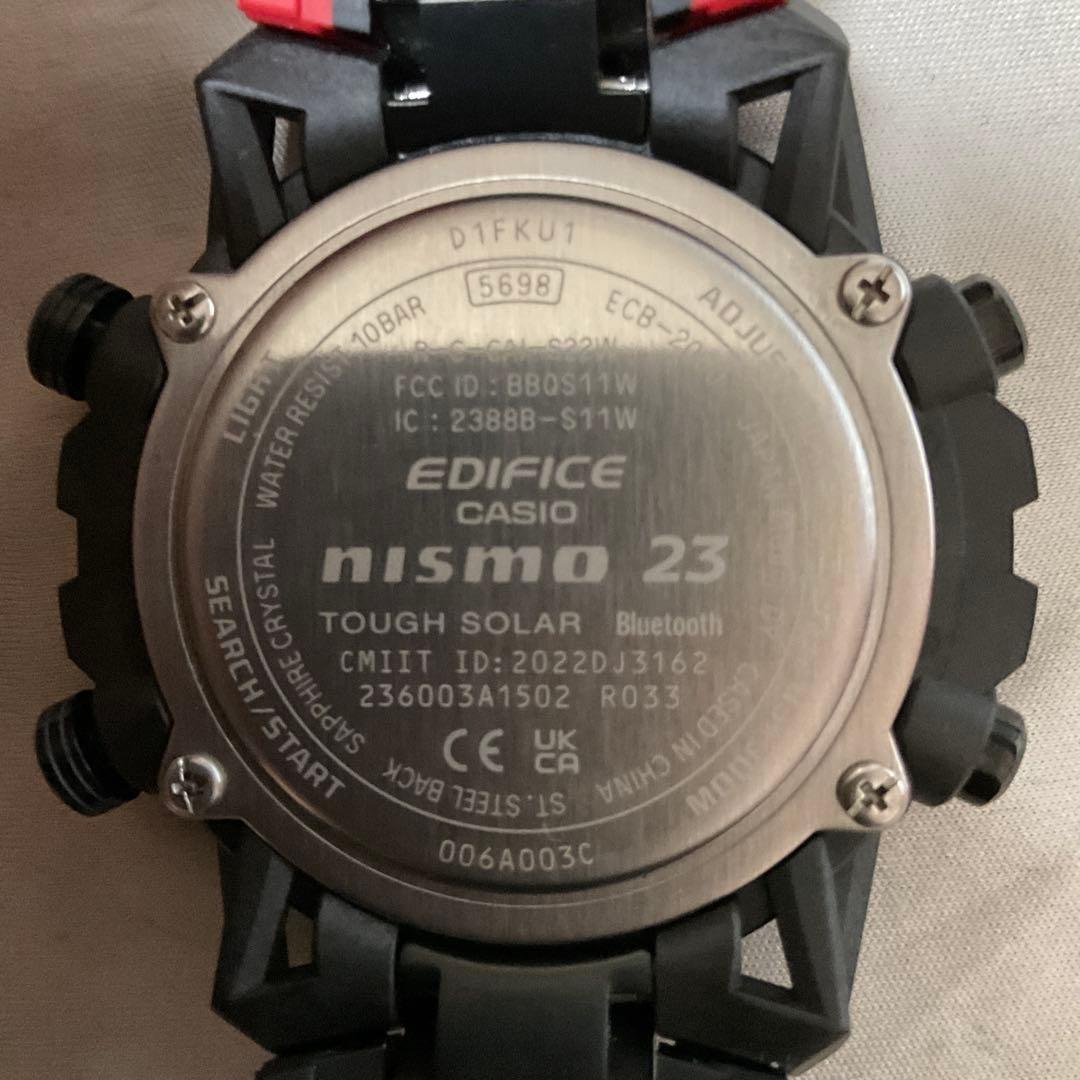 D1FKU1
5698
WATER RESIST 10BAR
ECB-20
LIGHT
FCC ID : BBQS11W
IC : 2388B-S11W
EDIFICE
CASIO
nismo 23
TOUGH SOLAR Bluetooth
CMIIT ID:2022DJ3162
236003A1502 R033
CE UK CA
SAPPHIRE CRYSTAL
ST. STEEL BACK
CASED IN CHINA
SEARCH/START
006A003C